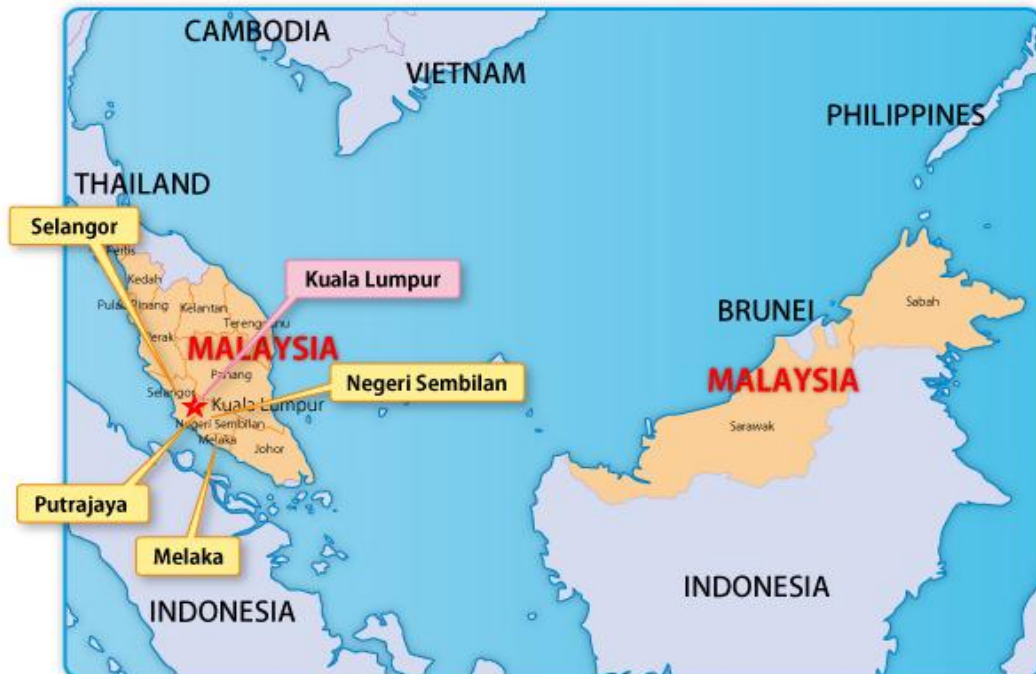 CAMBODIA
VIETNAM
PHILIPPINES
THAILAND
Selangor
Perlis
Kedah
Kuala Lumpur
Pulau Pinang
Kelantan
Terengganu
BRUNEI
Sabah
Perak
MALAYSIA
Pahang
Negeri Sembilan
MALAYSIA
Selangor
Kuala Lumpur
Negeri Sembilan
Sarawak
Melaka
Johor
Putrajaya
Melaka
INDONESIA
INDONESIA